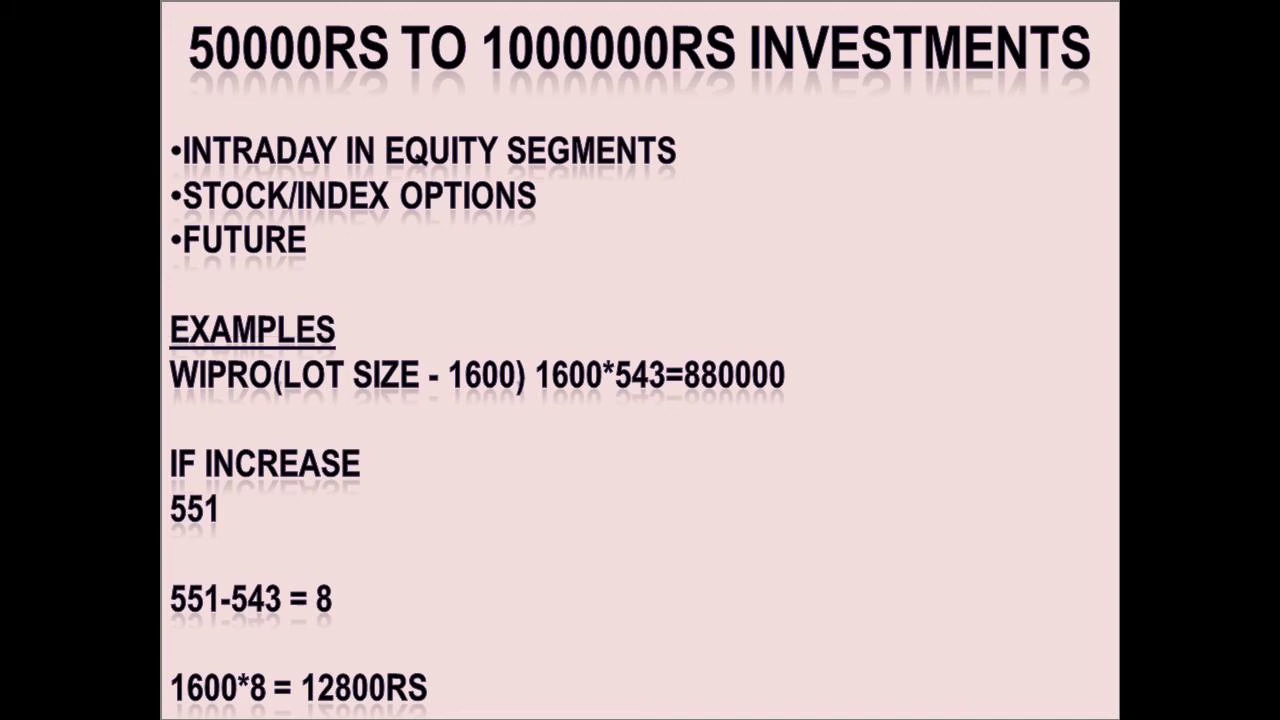 50000RS TO 1000000RS INVESTMENTS
•INTRADAY IN EQUITY SEGMENTS
•STOCK/INDEX OPTIONS
•FUTURE
EXAMPLES
WIPRO(LOT SIZE - 1600) 1600*543=880000
IF INCREASE
551
551-543 = 8
1600*8 = 12800RS